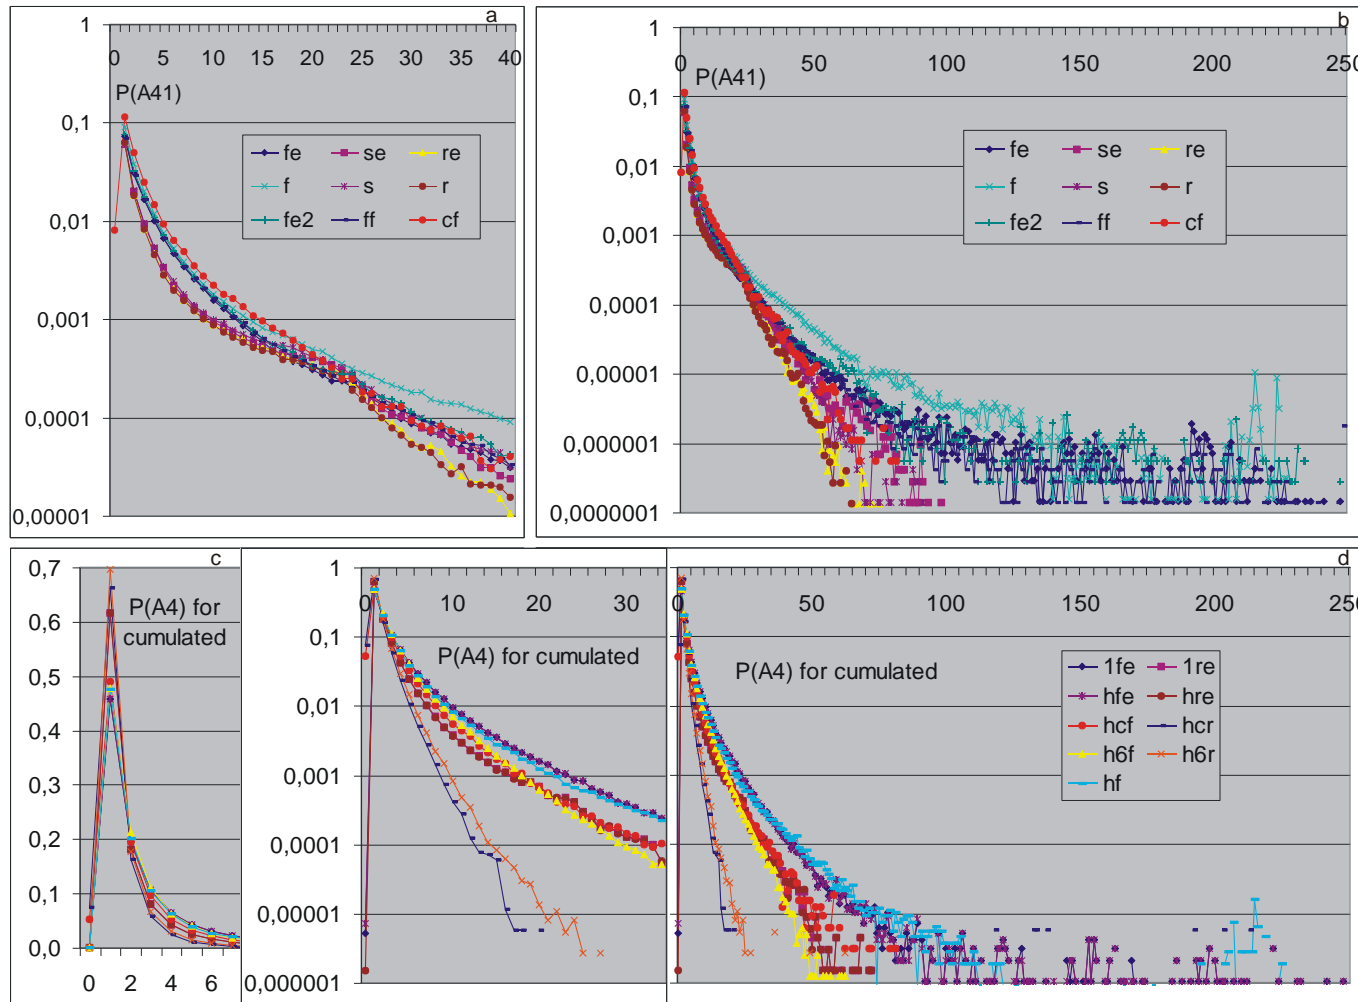 a
1
0 5 10 15 20 25 30 35 40
P(A41)
0,1
0,01
0,001
0,0001
0,00001
fe se re
f s r
fe2 ff cf
b
1
0 50 100 150 200 250
P(A41)
0,1
0,01
0,001
0,0001
0,00001
0,000001
0,0000001
fe se re
f s r
fe2 ff cf
c
0,7
0,6
0,5
0,4
0,3
0,2
0,1
0,0
P(A4) for
cumulated
0 2 4 6
1
0 10 20 30
0,1
P(A4) for cumulated
0,01
0,001
0,0001
0,00001
0,000001
d
0 50 100 150 200 250
P(A4) for cumulated
1fe 1re
hfe hre
hcf hcr
h6f h6r
hf